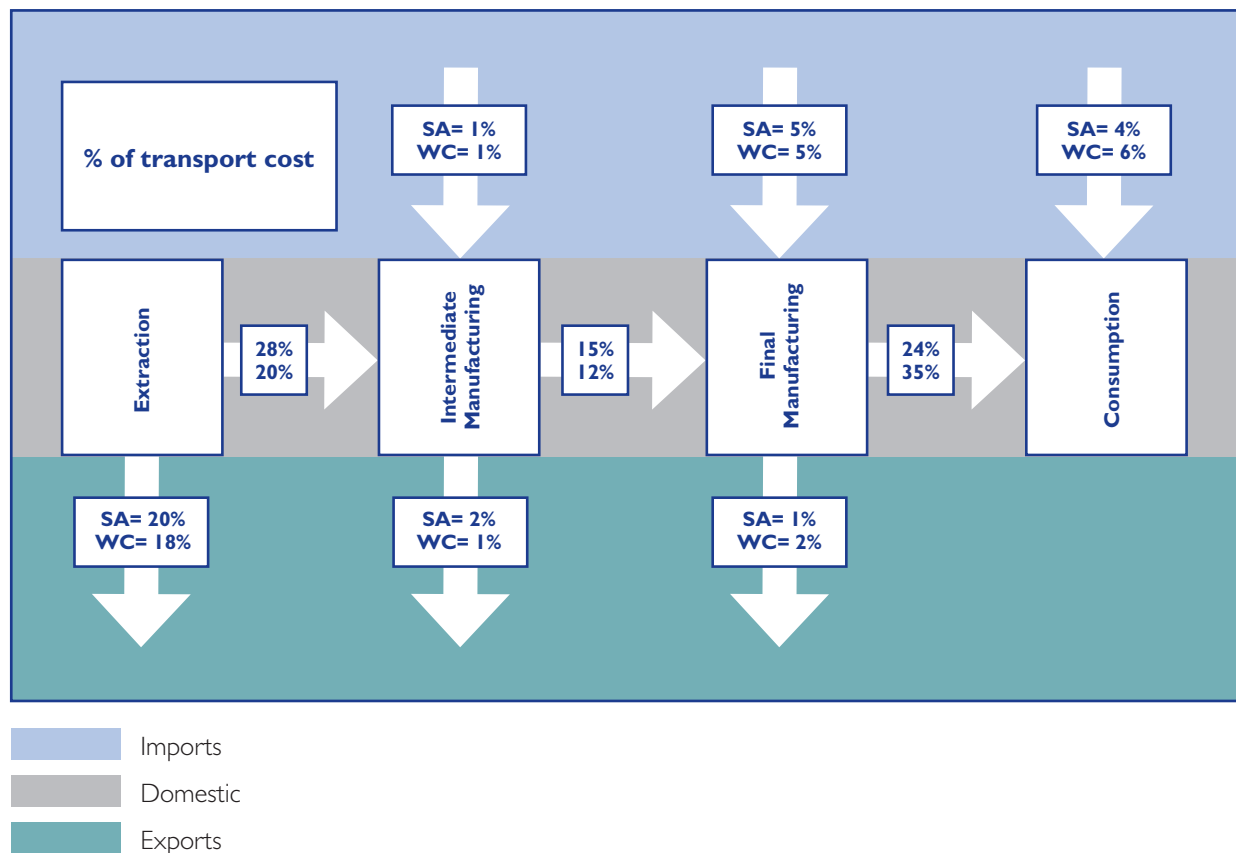 % of transport cost
SA= 1%
WC= 1%
SA= 5%
WC= 5%
SA= 4%
WC= 6%
Extraction
28%
20%
Intermediate
Manufacturing
15%
12%
Final
Manufacturing
24%
35%
Consumption
SA= 20%
WC= 18%
SA= 2%
WC= 1%
SA= 1%
WC= 2%
Imports
Domestic
Exports